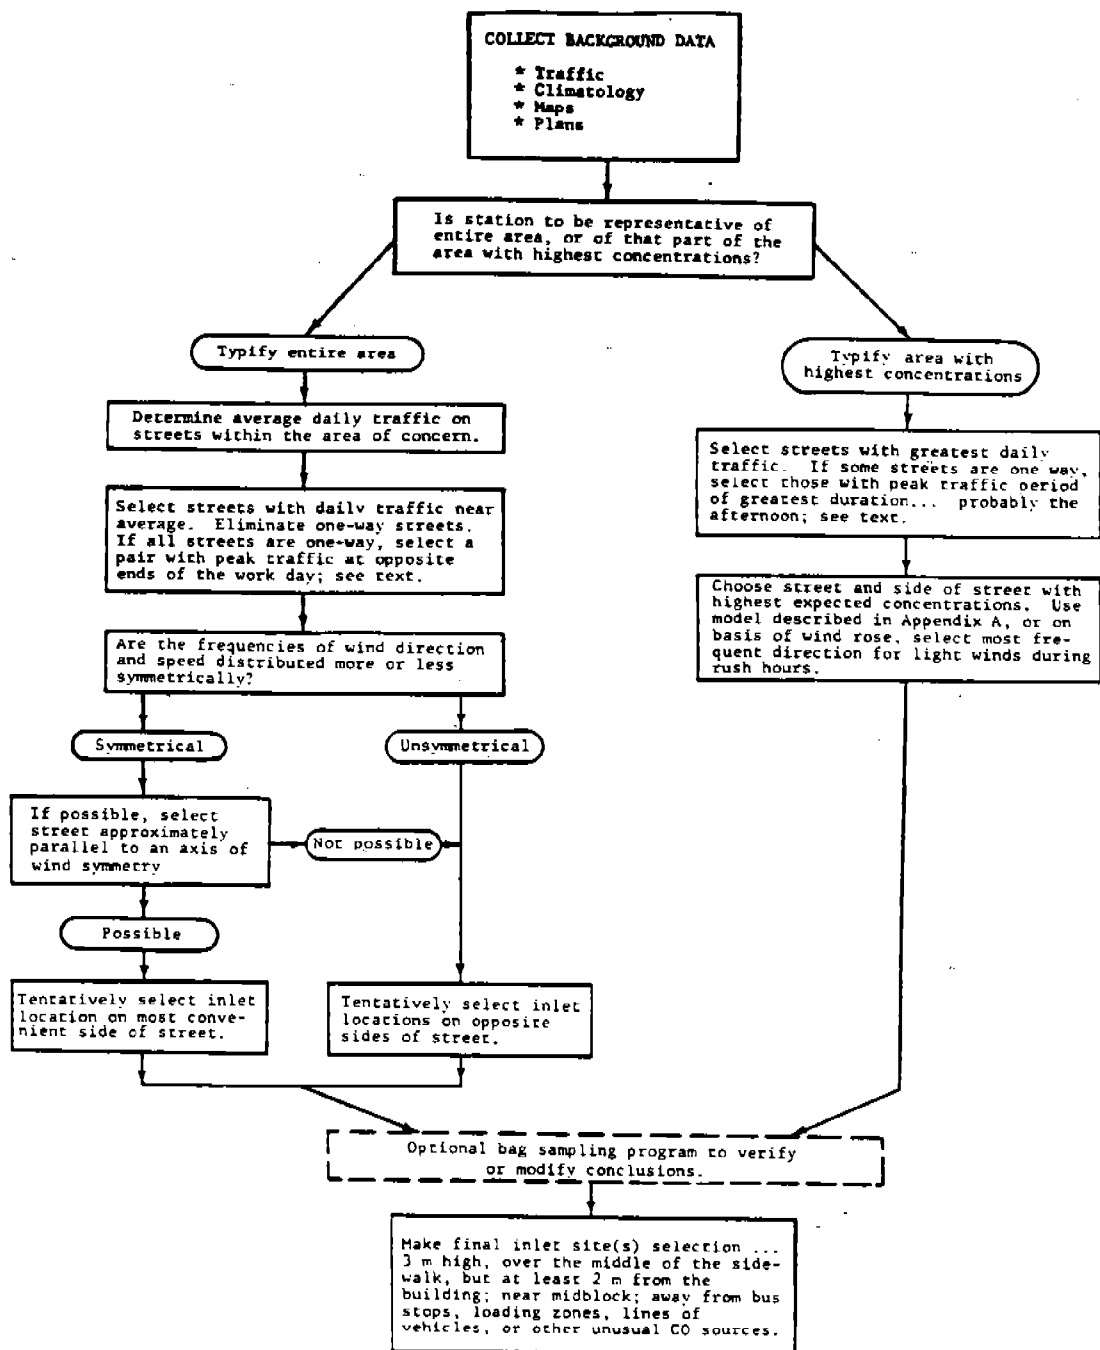 COLLECT BACKGROUND DATA
* Traffic
* Climatology
* Maps
* Plans
Is station to be representative of
entire area, or of that part of the
area with highest concentrations?
Typify entire area
Typify area with
highest concentrations
Determine average daily traffic on
streets within the area of concern.
Select streets with greatest daily
traffic. If some streets are one way,
select those with peak traffic period
of greatest duration... probably the
afternoon; see text.
Select streets with daily traffic near
average. Eliminate one-way streets.
If all streets are one-way, select a
pair with peak traffic at opposite
ends of the work day; see text.
Choose street and side of street with
highest expected concentrations. Use
model described in Appendix A, or on
basis of wind rose, select most fre-
quent direction for light winds during
rush hours.
Are the frequencies of wind direction
and speed distributed more or less
symmetrically?
Symmetrical
Unsymmetrical
If possible, select
street approximately
parallel to an axis of
wind symmetry
Not possible
Possible
Tentatively select inlet
location on most conve-
nient side of street.
Tentatively select inlet
locations on opposite
sides of street.
Optional bag sampling program to verify
or modify conclusions.
Make final inlet site(s) selection ...
3 m high, over the middle of the side-
walk, but at least 2 m from the
building; near midblock; away from bus
stops, loading zones, lines of
vehicles, or other unusual CO sources.